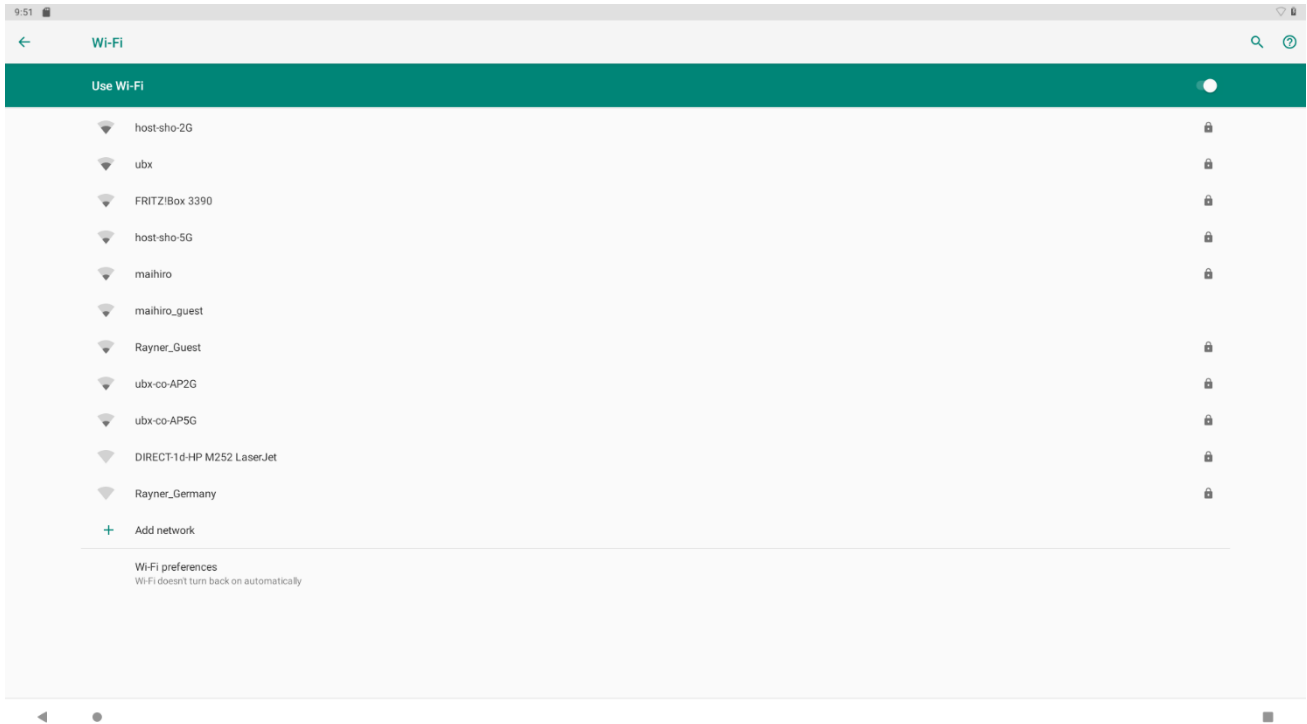 9:51
Wi-Fi
Use Wi-Fi
host-sho-2G
ubx
FRITZ!Box 3390
host-sho-5G
maihiro
maihiro_guest
Rayner_Guest
ubx-co-AP2G
ubx-co-AP5G
DIRECT-1d-HP M252 LaserJet
Rayner_Germany
Add network
Wi-Fi preferences
Wi-Fi doesn't turn back on automatically